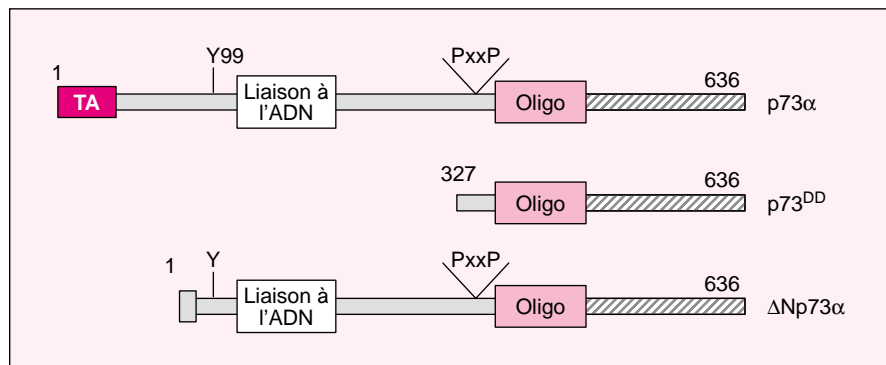 1
Y99
PxxP
636
TA
Liaison à
l'ADN
Oligo
p73α
327
636
Oligo
p73DD
1
Y
PxxP
636
Liaison à
l'ADN
Oligo
ΔNp73α